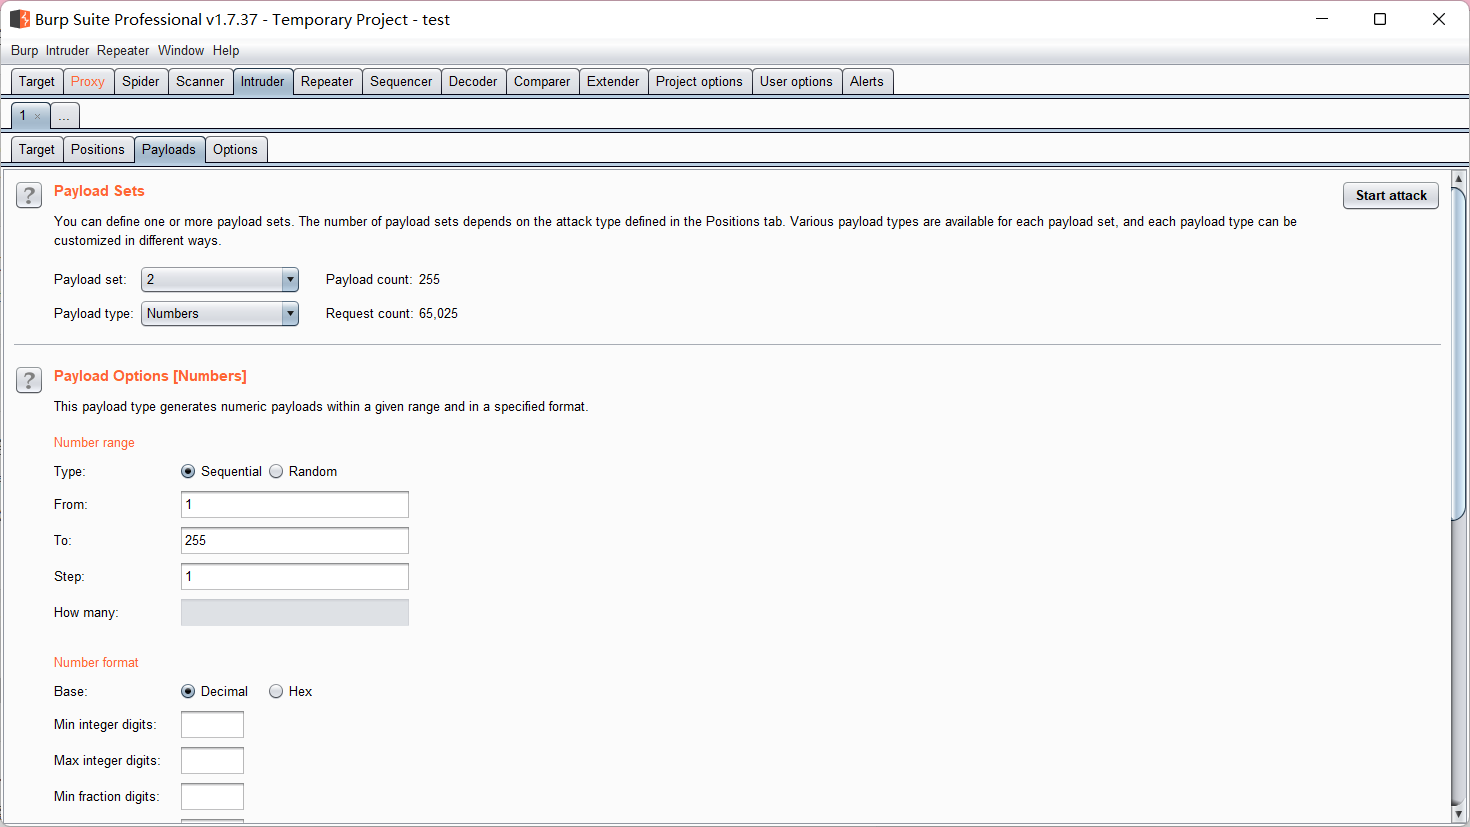 Burp Suite Professional v1.7.37 - Temporary Project - test
Burp Intruder Repeater Window Help
Target Proxy Spider Scanner Intruder Repeater Sequencer Decoder Comparer Extender Project options User options Alerts
1 × ...
Target Positions Payloads Options
? Payload Sets Start attack
You can define one or more payload sets. The number of payload sets depends on the attack type defined in the Positions tab. Various payload types are available for each payload set, and each payload type can be
customized in different ways.
Payload set: 2 Payload count: 255
Payload type: Numbers Request count: 65,025
? Payload Options [Numbers]
This payload type generates numeric payloads within a given range and in a specified format.
Number range
Type: Sequential Random
From: 1
To: 255
Step: 1
How many:
Number format
Base: Decimal Hex
Min integer digits:
Max integer digits:
Min fraction digits: